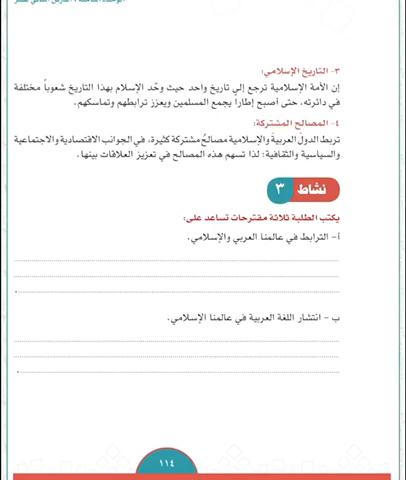 ٣- التاريخ الإسلامي:
إن الأمة الإسلامية ترجع إلى تاريخ واحد حيث وحّد الإسلام بهذا التاريخ شعوباً مختلفة
في دائرته، حتى أصبح إطاراً يجمع المسلمين ويعزز ترابطهم وتماسكهم.
٤- المصالح المشتركة:
تربط الدول العربية والإسلامية مصالحُ مشتركة كثيرة، في الجوانب الاقتصادية والاجتماعية
والسياسية والثقافية؛ لذا تسهم هذه المصالح في تعزيز العلاقات بينها.
نشاط ٣
يكتب الطلبة ثلاثة مقترحات تساعد على:
أ- الترابط في عالمنا العربي والإسلامي.
ب - انتشار اللغة العربية في عالمنا الإسلامي.
١١٤